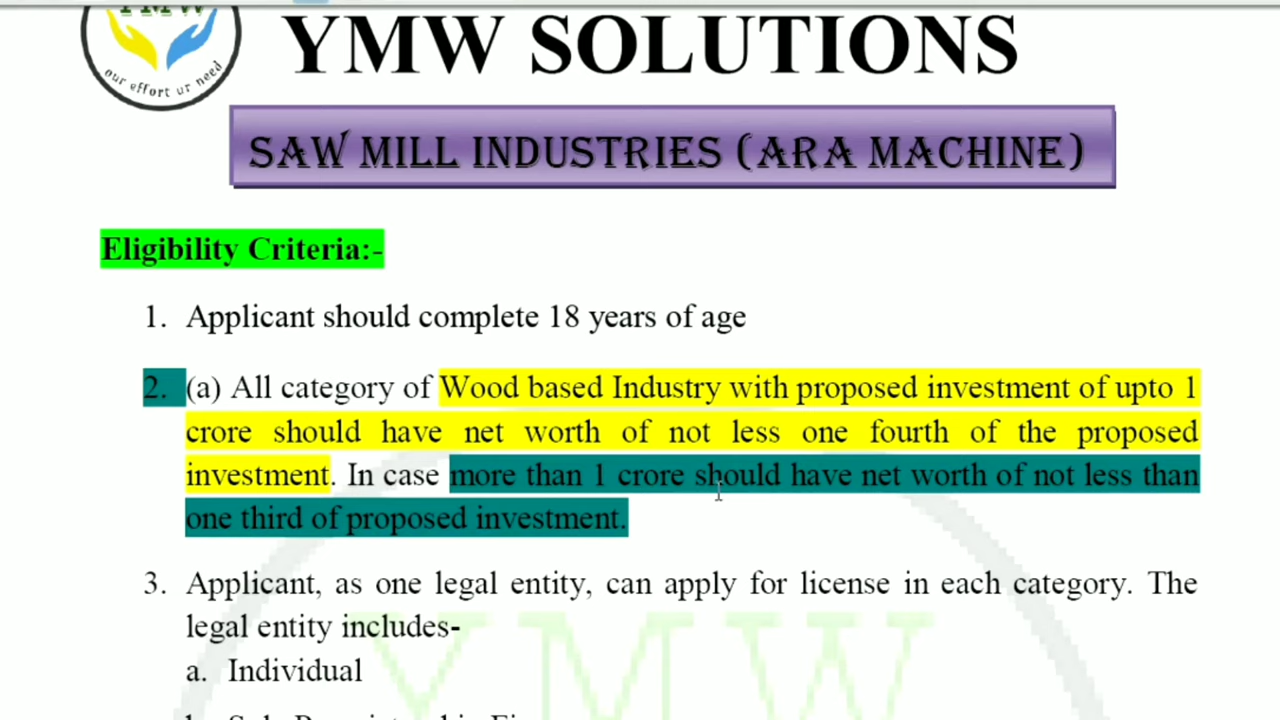 YMW
our effort ur need
YMW SOLUTIONS
SAW MILL INDUSTRIES (ARA MACHINE)
Eligibility Criteria:-
1. Applicant should complete 18 years of age
2. (a) All category of Wood based Industry with proposed investment of upto 1
crore should have net worth of not less one fourth of the proposed
investment. In case more than 1 crore should have net worth of not less than
one third of proposed investment.
3. Applicant, as one legal entity, can apply for license in each category. The
legal entity includes-
a. Individual
YMW